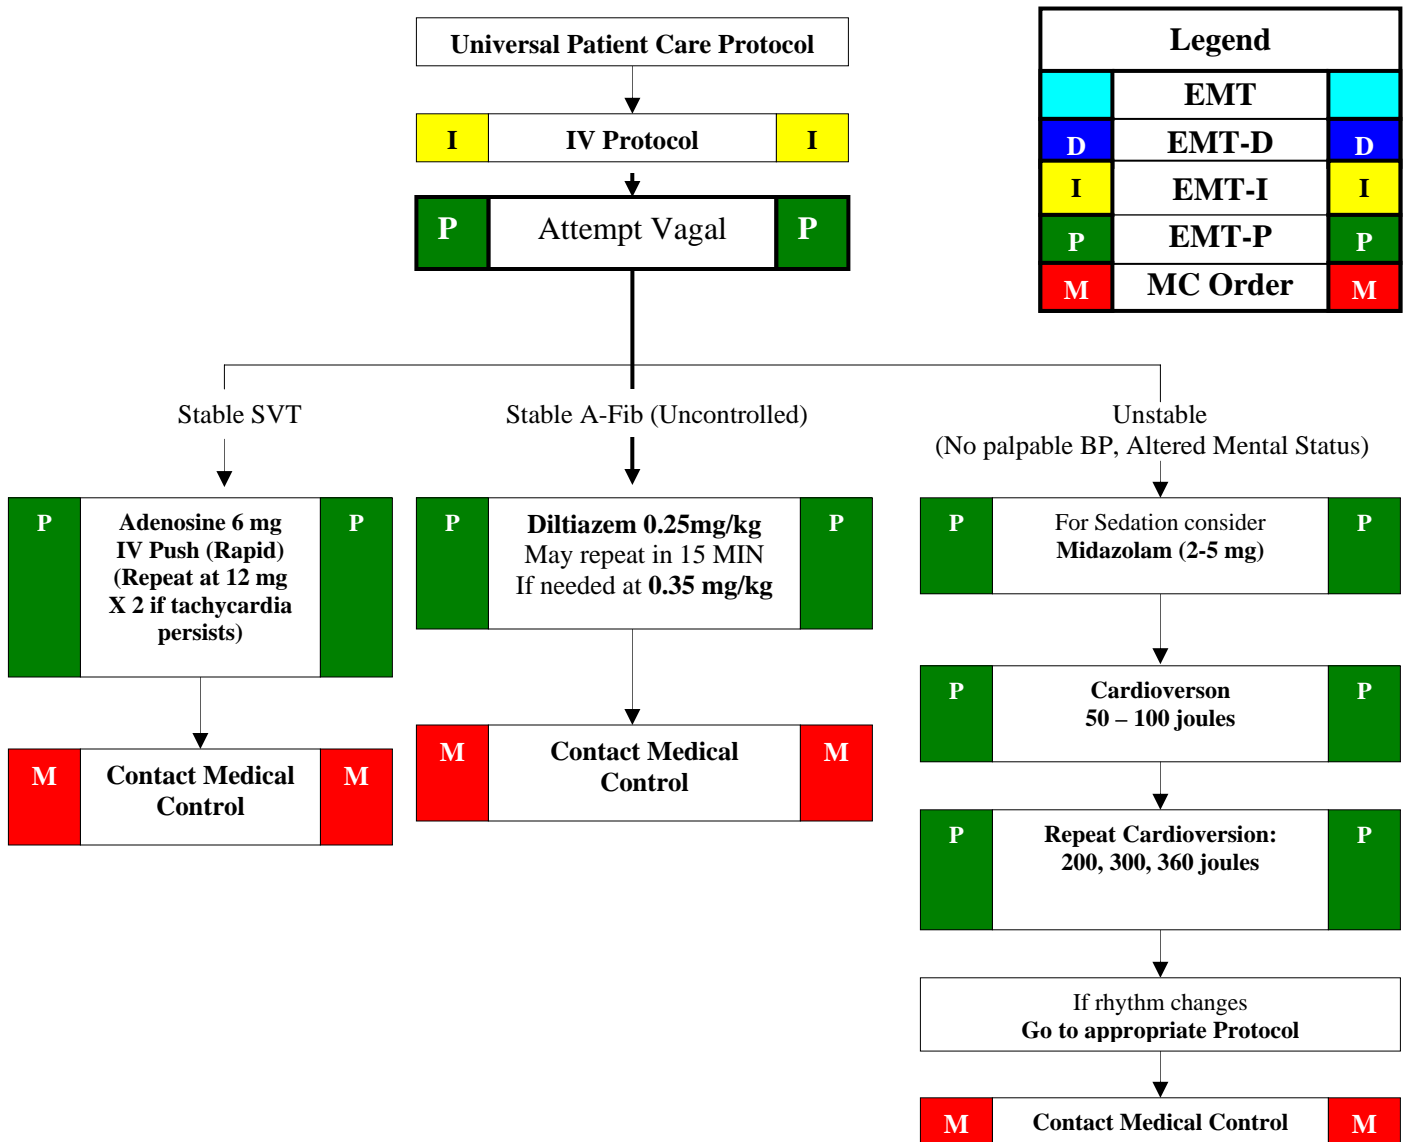 Universal Patient Care Protocol
Legend
EMT
D EMT-D D
I EMT-I I
P EMT-P P
M MC Order M
I IV Protocol I
P Attempt Vagal P
Stable SVT
Stable A-Fib (Uncontrolled)
Unstable
(No palpable BP, Altered Mental Status)
P Adenosine 6 mg P
IV Push (Rapid)
(Repeat at 12 mg
X 2 if tachycardia
persists)
M Contact Medical M
Control
P Diltiazem 0.25mg/kg P
May repeat in 15 MIN
If needed at 0.35 mg/kg
M Contact Medical M
Control
P For Sedation consider P
Midazolam (2-5 mg)
P Cardioverson P
50 – 100 joules
P Repeat Cardioversion: P
200, 300, 360 joules
If rhythm changes
Go to appropriate Protocol
M Contact Medical Control M